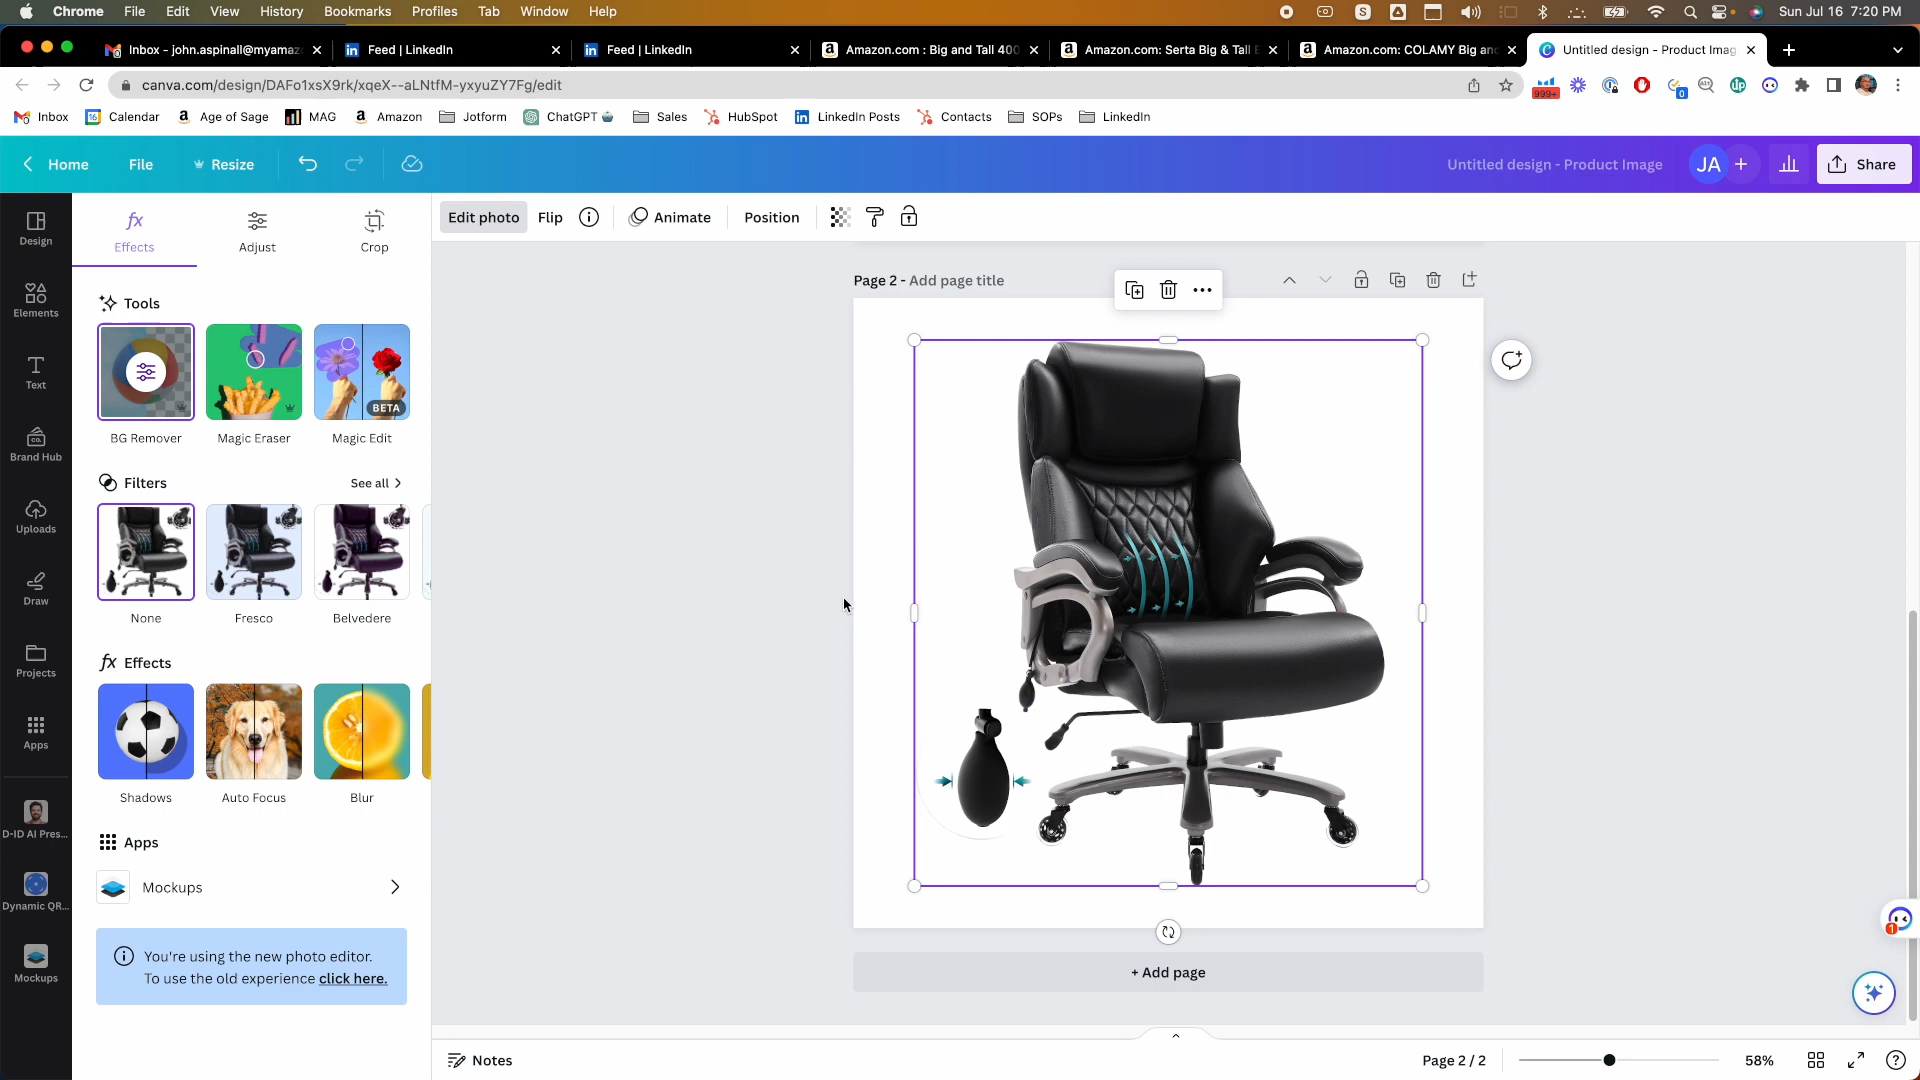 Chrome File Edit View History Bookmarks Profiles Tab Window Help Sun Jul 16 7:20 PM
Inbox - john.aspinall@myamaz Feed | LinkedIn Feed | LinkedIn Amazon.com : Big and Tall 400 Amazon.com: Serta Big & Tall E Amazon.com: COLAMY Big an Untitled design - Product Imag
canva.com/design/DAFo1xsX9rk/xqeX--aLNtfM-yxyuZY7Fg/edit 999+ 0
Inbox Calendar Age of Sage MAG Amazon Jotform ChatGPT Sales HubSpot LinkedIn Posts Contacts SOPs LinkedIn
Home File Resize Untitled design - Product Image JA + Share
Design
Elements
Text
Brand Hub
Uploads
Draw
Projects
Apps
D-ID AI Pres...
Dynamic QR...
Mockups
Effects Adjust Crop
Tools
BETA
BG Remover Magic Eraser Magic Edit
Filters See all
None Fresco Belvedere
fx Effects
Shadows Auto Focus Blur
Apps
Mockups
You're using the new photo editor.
To use the old experience click here.
Edit photo Flip Animate Position
Page 2 - Add page title
+ Add page
1
Notes Page 2 / 2 58%